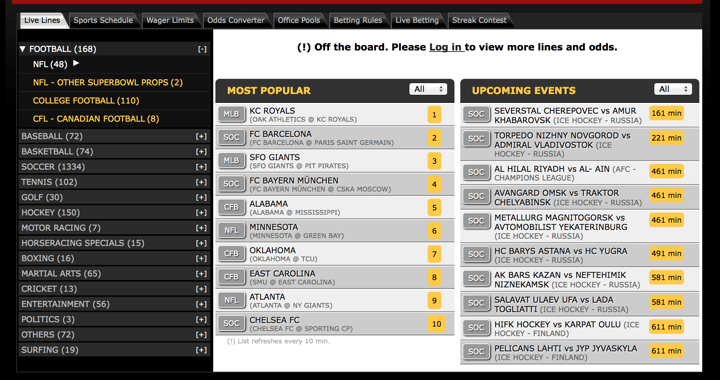 Live Lines
Sports Schedule
Wager Limits
Odds Converter
Office Pools
Betting Rules
Live Betting
Streak Contest
▼ FOOTBALL (168) [-]
NFL (48) ▶
NFL - OTHER SUPERBOWL PROPS (2)
COLLEGE FOOTBALL (110)
CFL - CANADIAN FOOTBALL (8)
BASEBALL (72) [+]
BASKETBALL (74) [+]
SOCCER (1334) [+]
TENNIS (102) [+]
GOLF (30) [+]
HOCKEY (150) [+]
MOTOR RACING (7) [+]
HORSERACING SPECIALS (15) [+]
BOXING (16) [+]
MARTIAL ARTS (65) [+]
CRICKET (13) [+]
ENTERTAINMENT (56) [+]
POLITICS (3) [+]
OTHERS (72) [+]
SURFING (19) [+]
(!) Off the board. Please Log in to view more lines and odds.
MOST POPULAR All
MLB KC ROYALS 1
(OAK ATHLETICS @ KC ROYALS)
SOC FC BARCELONA 2
(FC BARCELONA @ PARIS SAINT GERMAIN)
MLB SFO GIANTS 3
(SFO GIANTS @ PIT PIRATES)
SOC FC BAYERN MÜNCHEN 4
(FC BAYERN MÜNCHEN @ CSKA MOSCOW)
CFB ALABAMA 5
(ALABAMA @ MISSISSIPPI)
NFL MINNESOTA 6
(MINNESOTA @ GREEN BAY)
CFB OKLAHOMA 7
(OKLAHOMA @ TCU)
CFB EAST CAROLINA 8
(SMU @ EAST CAROLINA)
NFL ATLANTA 9
(ATLANTA @ NY GIANTS)
SOC CHELSEA FC 10
(CHELSEA FC @ SPORTING CP)
(!) List refreshes every 10 min.
UPCOMING EVENTS All
SOC SEVERSTAL CHEREPOVEC vs AMUR 161 min
KHABAROVSK (ICE HOCKEY - RUSSIA)
SOC TORPEDO NIZHNY NOVGOROD vs 221 min
ADMIRAL VLADIVOSTOK (ICE
HOCKEY - RUSSIA)
SOC AL HILAL RIYADH vs AL- AIN (AFC - 461 min
CHAMPIONS LEAGUE)
SOC AVANGARD OMSK vs TRAKTOR 461 min
CHELYABINSK (ICE HOCKEY - RUSSIA)
SOC METALLURG MAGNITOGORSK vs 461 min
AVTOMOBILIST YEKATERINBURG
(ICE HOCKEY - RUSSIA)
SOC HC BARYS ASTANA vs HC YUGRA 491 min
(ICE HOCKEY - RUSSIA)
SOC AK BARS KAZAN vs NEFTEHIMIK 581 min
NIZNEKAMSK (ICE HOCKEY - RUSSIA)
SOC SALAVAT ULAEV UFA vs LADA 581 min
TOGLIATTI (ICE HOCKEY - RUSSIA)
SOC HIFK HOCKEY vs KARPAT OULU (ICE 611 min
HOCKEY - FINLAND)
SOC PELICANS LAHTI vs JYP JYVASKYLA 611 min
(ICE HOCKEY - FINLAND)